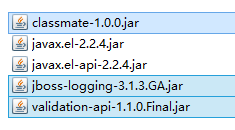 classmate-1.0.0.jar
javax.el-2.2.4.jar
javax.el-api-2.2.4.jar
jboss-logging-3.1.3.GA.jar
validation-api-1.1.0.Final.jar